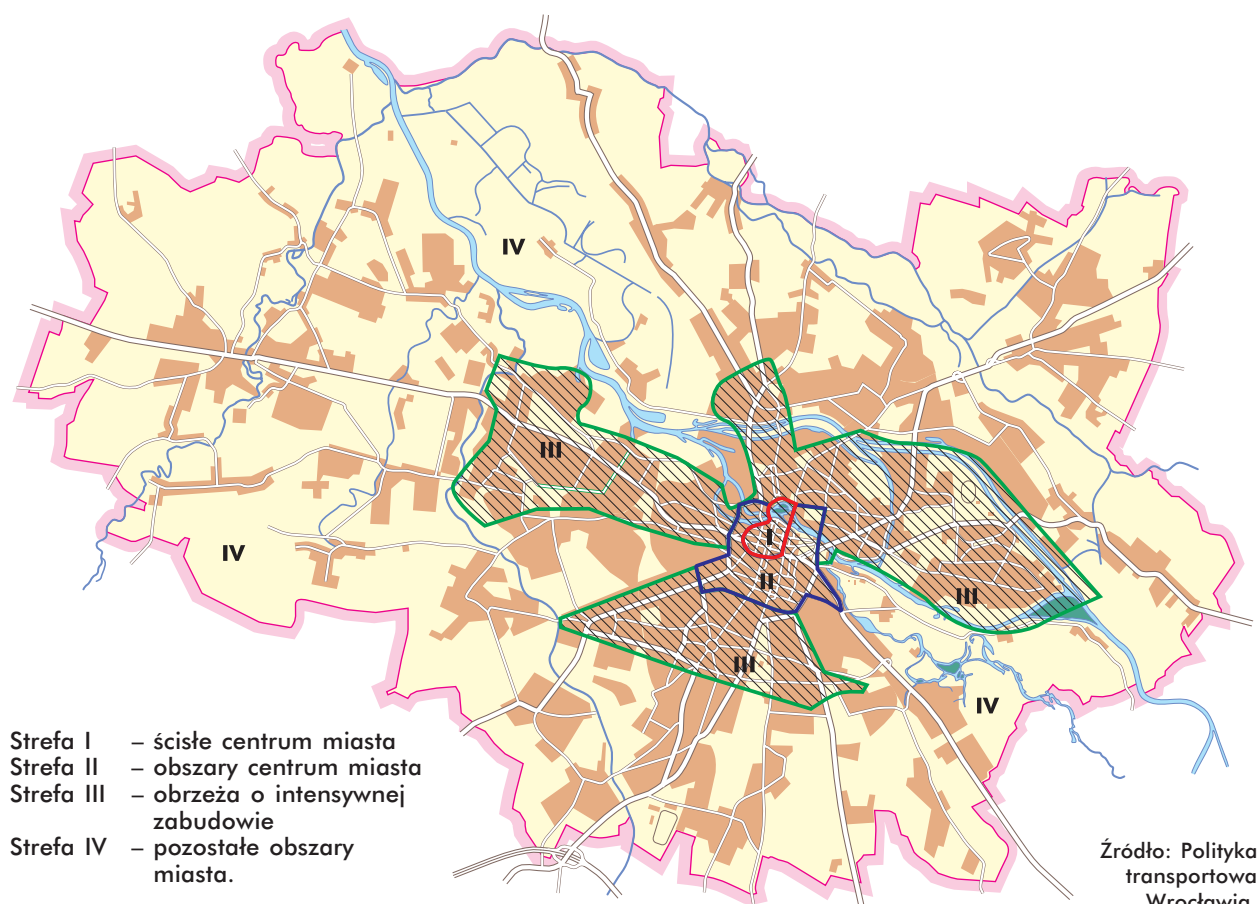 IV
III
I
IV
II
III
III
IV
Strefa I – ścisłe centrum miasta
Strefa II – obszary centrum miasta
Strefa III – obrzeża o intensywnej
zabudowie
Strefa IV – pozostałe obszary
miasta.
Źródło: Polityka
transportowa
Wrocławia